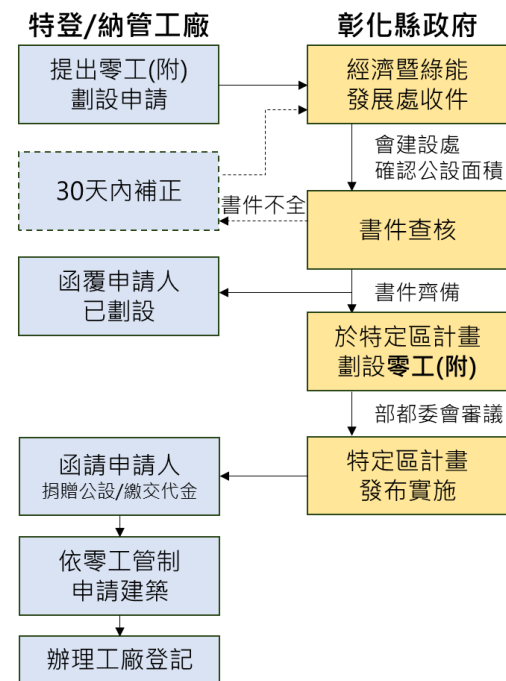 特登/納管工廠
彰化縣政府
提出零工(附)
劃設申請
經濟暨綠能
發展處收件
會建設處
確認公設面積
30天內補正
書件不全
書件查核
函覆申請人
已劃設
書件齊備
於特定區計畫
劃設零工(附)
部都委會審議
函請申請人
捐贈公設/繳交代金
特定區計畫
發布實施
依零工管制
申請建築
辦理工廠登記